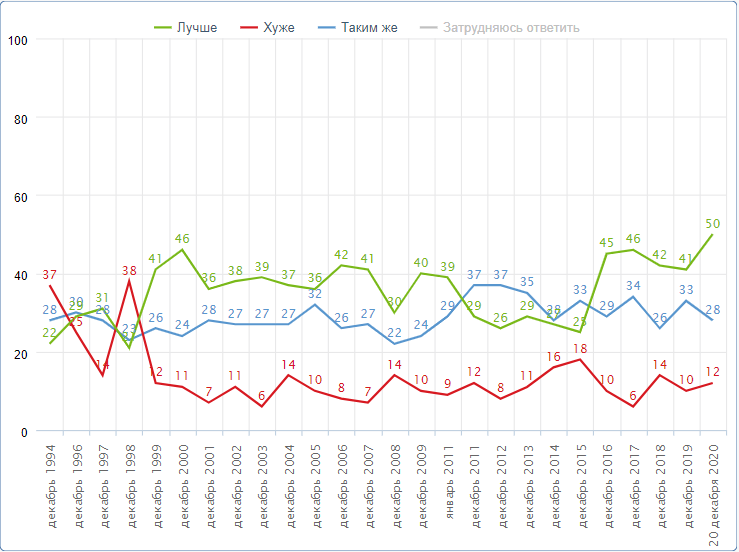 Лучше Хуже Таким же Затрудняюсь ответить
100
80
60
40
20
0
37 28 22
30 29 25
31 28 14
38 23 21
41 26 12
46 24 11
36 28 7
38 27 11
39 27 6
37 27 14
36 32 10
42 26 8
41 27 7
30 22 14
40 24 10
39 29 9
37 29 12
37 26 8
35 29 11
28 16
33 25 18
45 29 10
46 34 6
42 26 14
41 33 10
50 28 12
декабрь 1994
декабрь 1996
декабрь 1997
декабрь 1998
декабрь 1999
декабрь 2000
декабрь 2001
декабрь 2002
декабрь 2003
декабрь 2004
декабрь 2005
декабрь 2006
декабрь 2007
декабрь 2008
декабрь 2009
январь 2011
декабрь 2011
декабрь 2012
декабрь 2013
декабрь 2014
декабрь 2015
декабрь 2016
декабрь 2017
декабрь 2018
декабрь 2019
20 декабря 2020